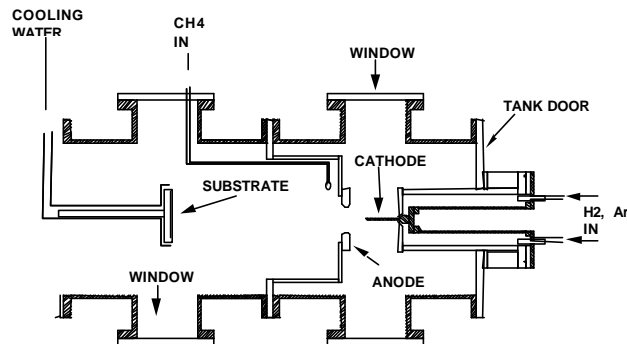 COOLING
WATER
CH4
IN
WINDOW
TANK DOOR
CATHODE
SUBSTRATE
H2, Ar
IN
WINDOW
ANODE